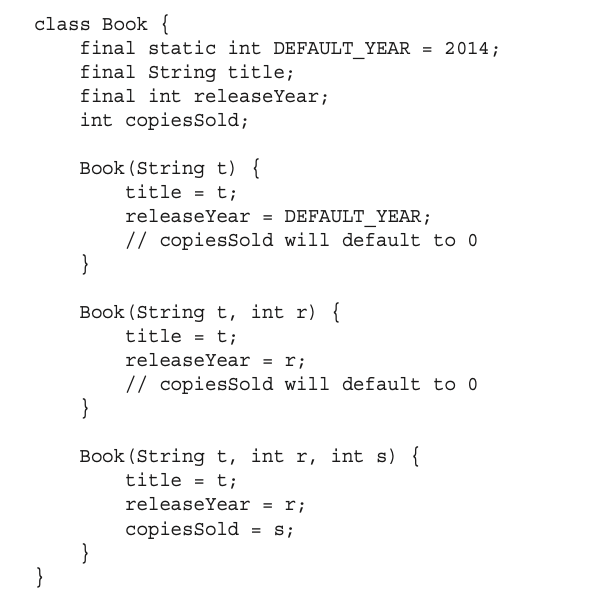 class Book {
    final static int DEFAULT_YEAR = 2014;
    final String title;
    final int releaseYear;
    int copiesSold;

    Book(String t) {
        title = t;
        releaseYear = DEFAULT_YEAR;
        // copiesSold will default to 0
    }

    Book(String t, int r) {
        title = t;
        releaseYear = r;
        // copiesSold will default to 0
    }

    Book(String t, int r, int s) {
        title = t;
        releaseYear = r;
        copiesSold = s;
    }
}